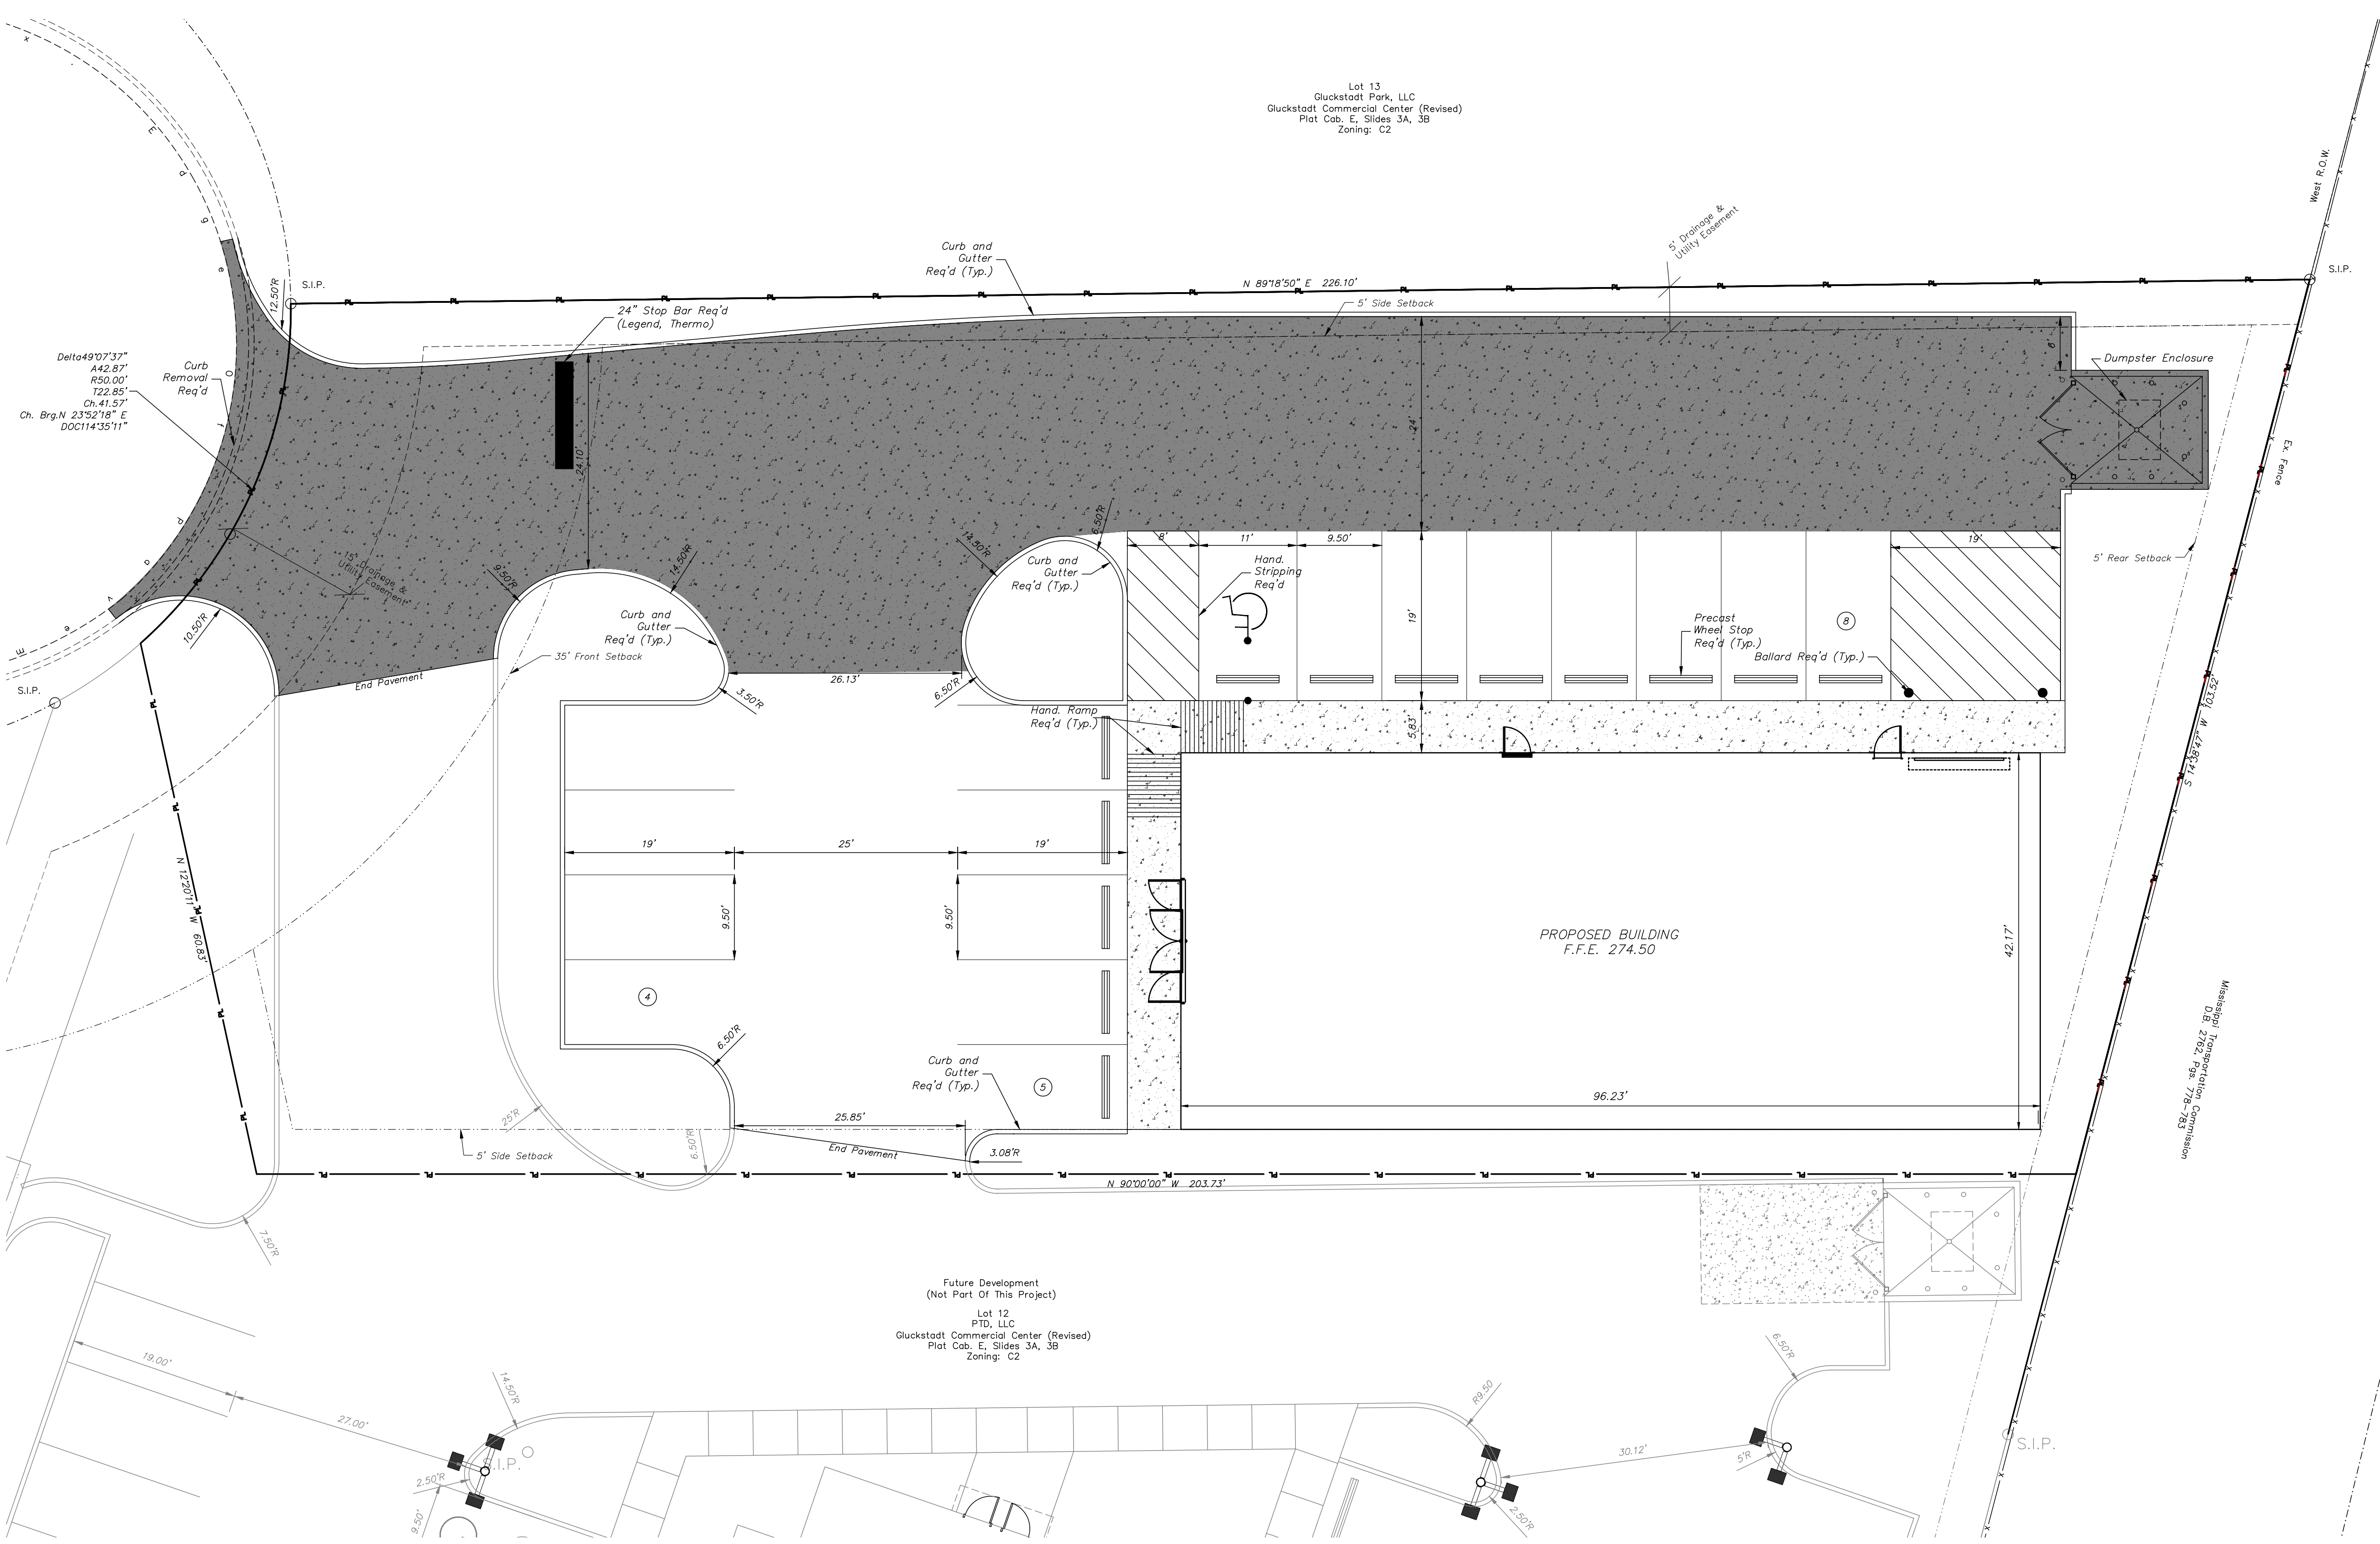 Lot 13
Gluckstadt Park, LLC
Gluckstadt Commercial Center (Revised)
Plat Cab. E, Slides 3A, 3B
Zoning: C2
West R.O.W.
S.I.P.
S.I.P.
N 89°18'50" E 226.10'
5' Drainage &
Utility Easement
5' Side Setback
Curb and
Gutter
Req'd (Typ.)
24" Stop Bar Req'd
(Legend, Thermo)
12.50'R
Delta49°07'37"
A42.87'
R50.00'
T22.85'
Ch.41.57'
Ch. Brg.N 23°52'18" E
DOC114°35'11"
Curb
Removal
Req'd
Edge Of Pavement
Dumpster Enclosure
6'
24'
24.10'
Ex. Fence
15' Drainage &
Utility Easement
10.50'R
9.50'R
14.50'R
Curb and
Gutter
Req'd (Typ.)
35' Front Setback
End Pavement
26.13'
3.50'R
14.50'R
6.50'R
6.50'R
Curb and
Gutter
Req'd (Typ.)
8'
11'
9.50'
19'
19'
Hand.
Stripping
Req'd
Precast
Wheel Stop
Req'd (Typ.)
8
Ballard Req'd (Typ.)
5' Rear Setback
S.I.P.
Hand. Ramp
Req'd (Typ.)
5.83'
S 14°38'47" W 103.52'
N 12°20'11" W 60.83'
19'
25'
19'
9.50'
9.50'
PROPOSED BUILDING
F.F.E. 274.50
42.17'
96.23'
4
5
6.50'R
Curb and
Gutter
Req'd (Typ.)
25'R
25.85'
6.50'R
End Pavement
3.08'R
5' Side Setback
N 90°00'00" W 203.73'
Mississippi Transportation Commission
D.B. 2762, Pgs. 778-783
7.50'R
Future Development
(Not Part Of This Project)
Lot 12
PTD, LLC
Gluckstadt Commercial Center (Revised)
Plat Cab. E, Slides 3A, 3B
Zoning: C2
19.00'
27.00'
14.50'R
S.I.P.
2.50'R
9.50'
R9.50
2.50'R
30.12'
6.50'R
5'R
S.I.P.